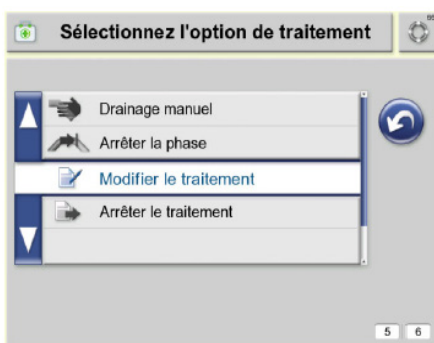 Sélectionnez l'option de traitement
Drainage manuel
Arrêter la phase
Modifier le traitement
Arrêter le traitement
5 6